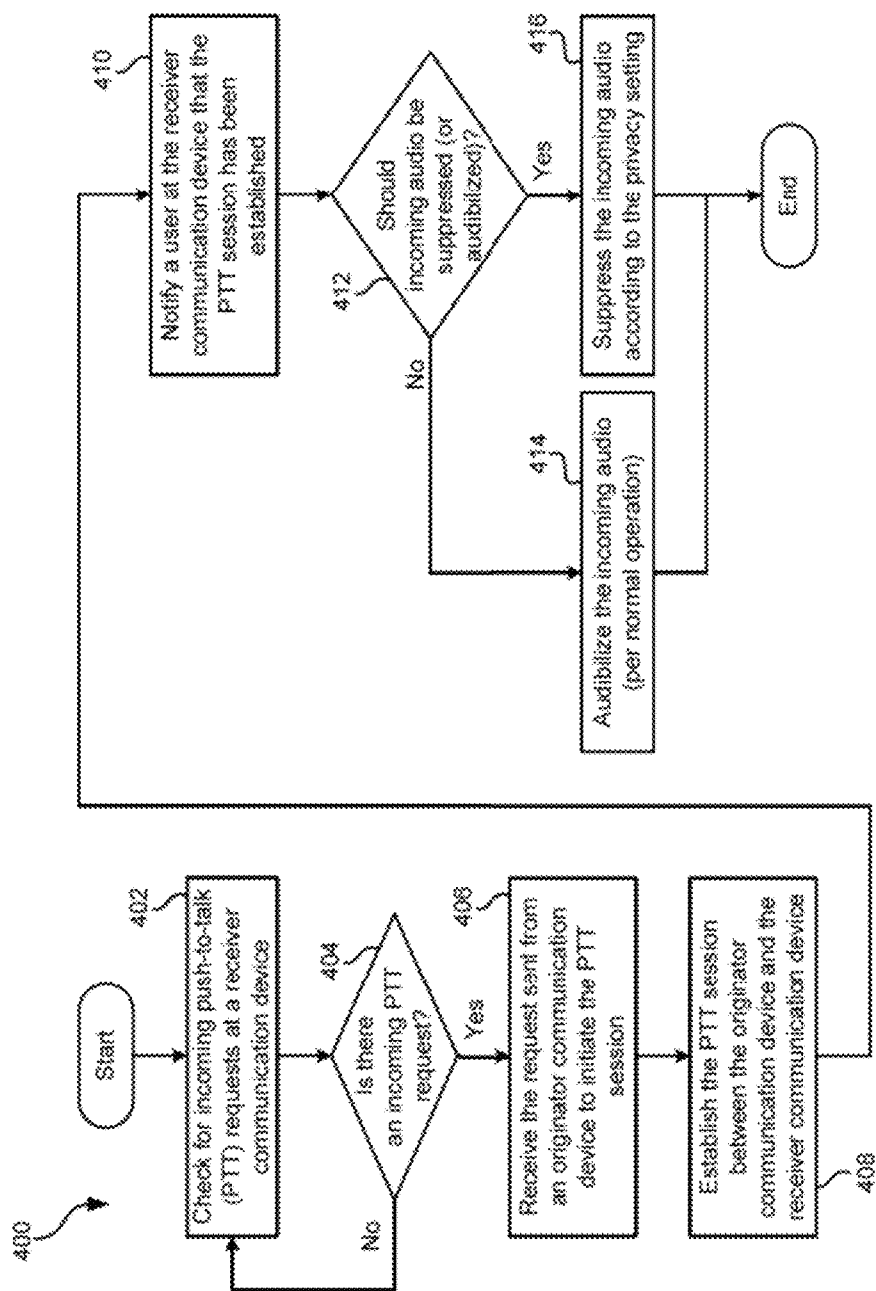 400
Start
402
Check for incoming push-to-talk
(PTT) requests at a receiver
communication device
404
Is there
an incoming PTT
request?
No
Yes
406
Receive the request sent from
an originator communication
device to initiate the PTT
session
Establish the PTT session
between the originator
communication device and the
receiver communication device
408
410
Notify a user at the receiver
communication device that the
PTT session has been
established
Should
incoming audio be
suppressed (or
audibilized)?
412
No
Yes
414
Audibilize the incoming audio
(per normal operation)
416
Suppress the incoming audio
according to the privacy setting
End